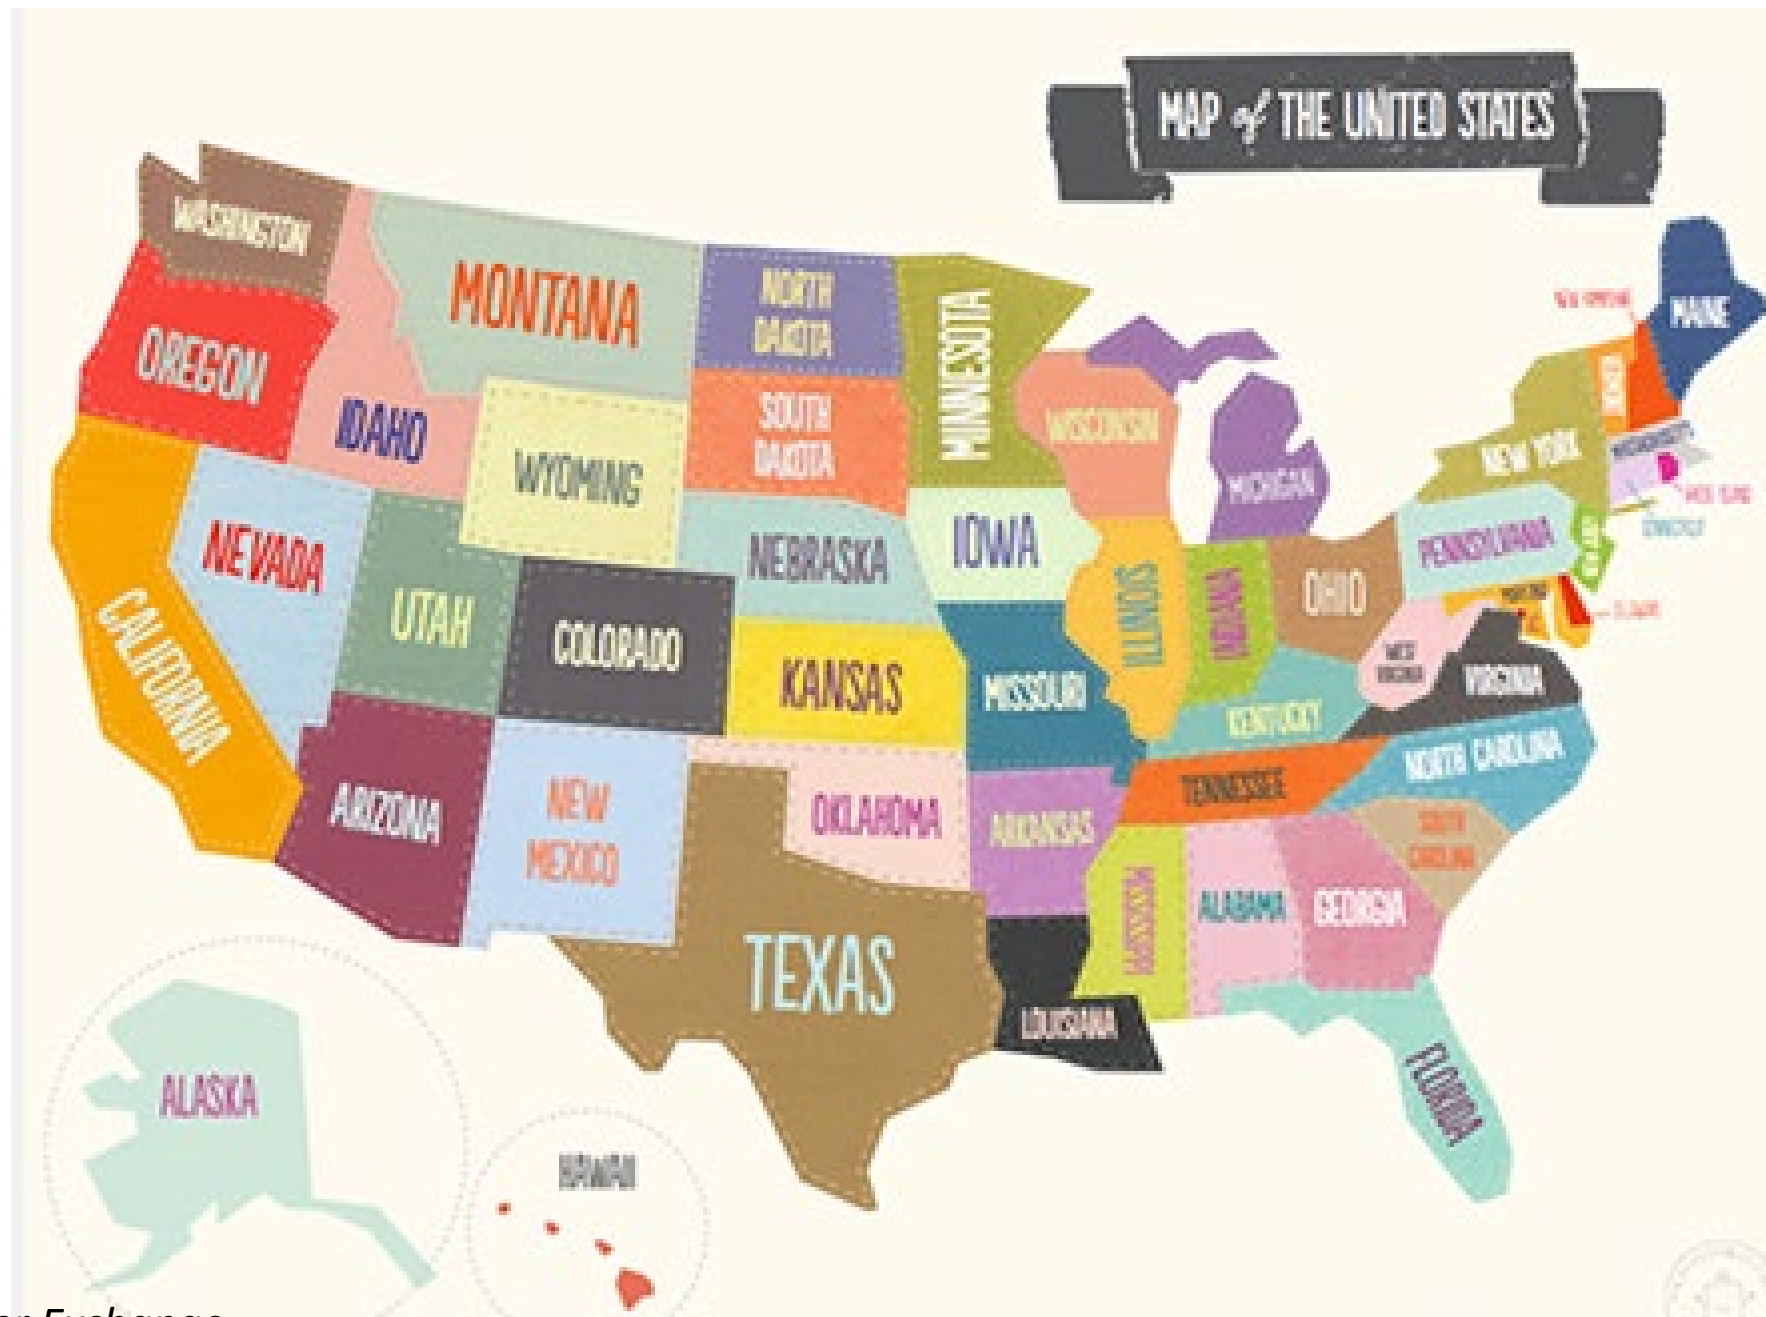 MAP of THE UNITED STATES
WASHINGTON
MONTANA
NORTH
DAKOTA
MINNESOTA
MAINE
OREGON
IDAHO
WYOMING
SOUTH
DAKOTA
WISCONSIN
MICHIGAN
NEW YORK
NEVADA
UTAH
COLORADO
NEBRASKA
IOWA
ILLINOIS
INDIANA
OHIO
PENNSYLVANIA
CALIFORNIA
KANSAS
MISSOURI
KENTUCKY
WEST
VIRGINIA
VIRGINIA
ARIZONA
NEW
MEXICO
OKLAHOMA
ARKANSAS
TENNESSEE
NORTH CAROLINA
SOUTH
CAROLINA
TEXAS
LOUISIANA
MISSISSIPPI
ALABAMA
GEORGIA
FLORIDA
ALASKA
HAWAII
Exchange